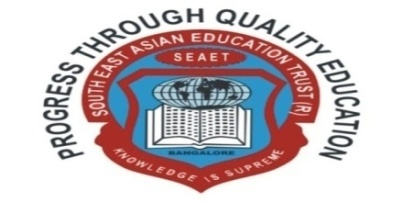 PROGRESS THROUGH QUALITY EDUCATION
SOUTH EAST ASIAN EDUCATION TRUST (R)
SEAET
BANGALORE
KNOWLEDGE IS SUPREME